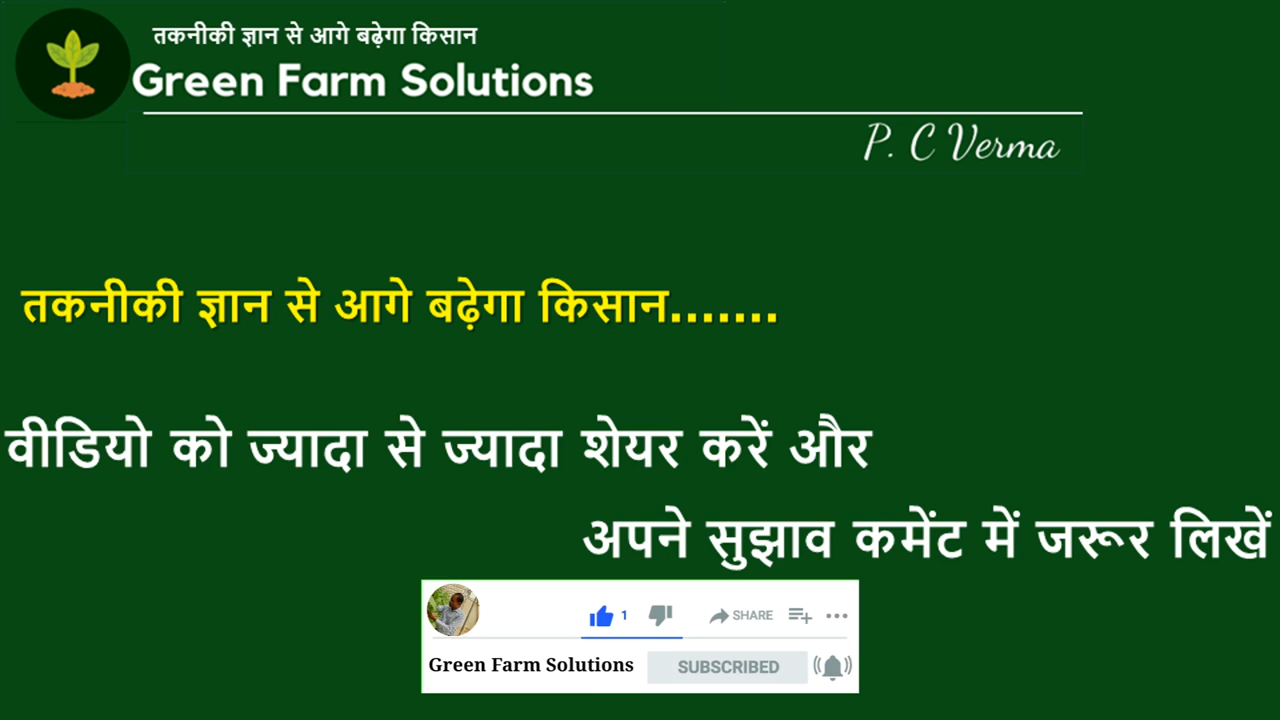 तकनीकी ज्ञान से आगे बढ़ेगा किसान
Green Farm Solutions
P. C Verma
तकनीकी ज्ञान से आगे बढ़ेगा किसान.......
वीडियो को ज्यादा से ज्यादा शेयर करें और
अपने सुझाव कमेंट में जरूर लिखें
1 SHARE
Green Farm Solutions SUBSCRIBED